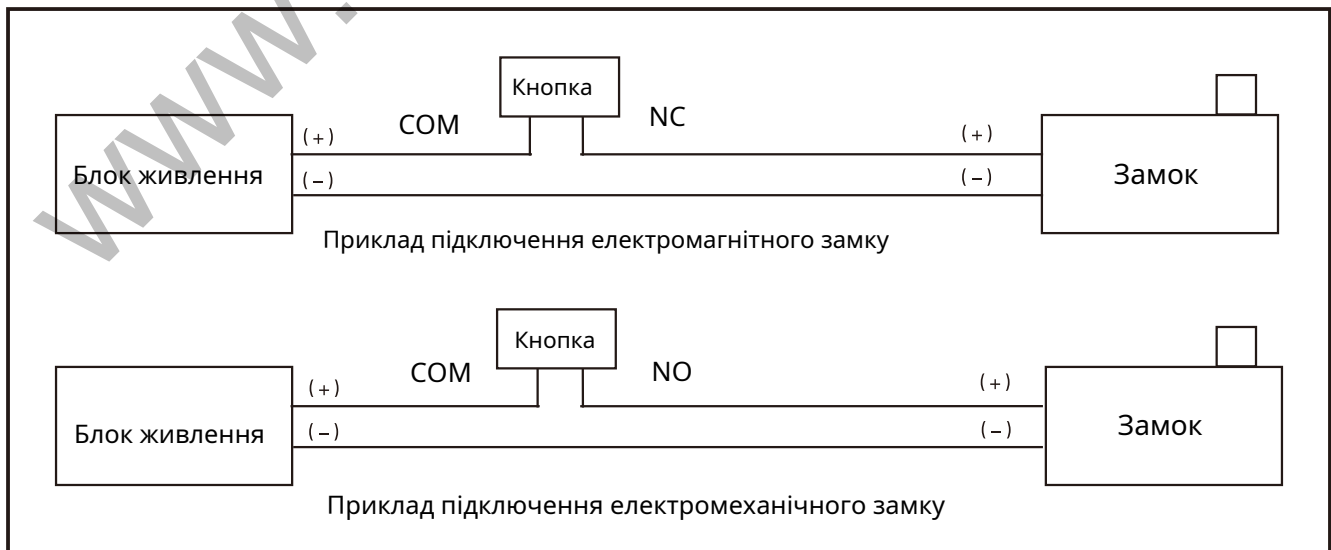 www.
Кнопка
COM
NC
(+)
(+)
Блок живлення
(−)
(−)
Замок
Приклад підключення електромагнітного замку
Кнопка
COM
NO
(+)
(+)
Блок живлення
(−)
(−)
Замок
Приклад підключення електромеханічного замку